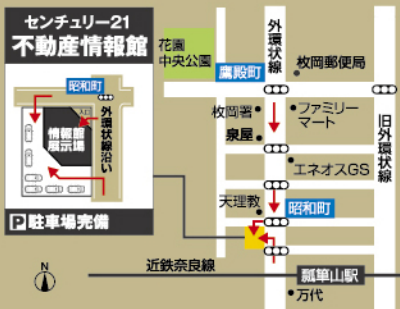 センチュリー21
不動産情報館
昭和町
情報館
展示場
外環状線沿い
P 駐車場完備
花園
中央公園
鷹殿町
外環状線
枚岡郵便局
枚岡署
泉屋
ファミリー
マート
旧外環状線
エネオスGS
天理教
昭和町
近鉄奈良線
瓢箪山駅
万代
N